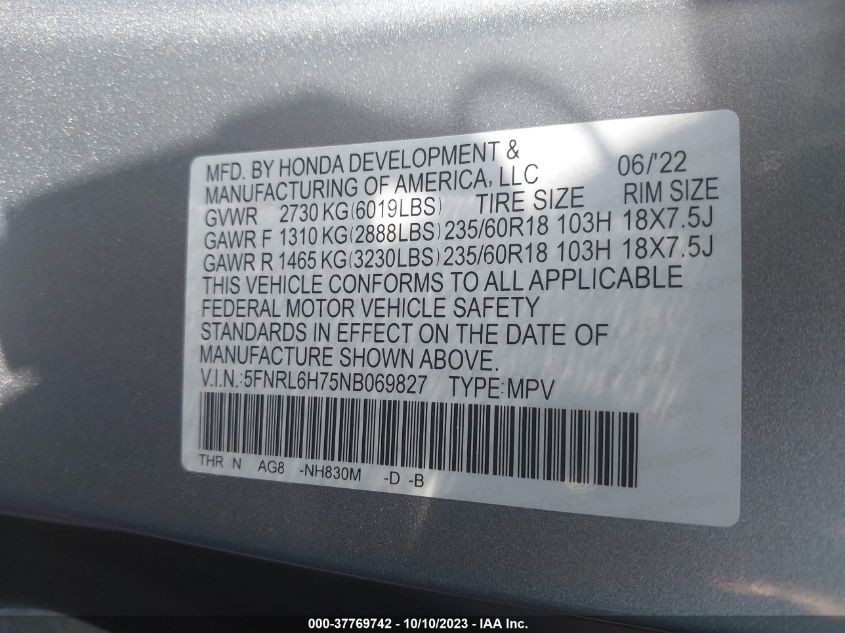 MFD. BY HONDA DEVELOPMENT & 06/'22
MANUFACTURING OF AMERICA, LLC
GVWR 2730 KG(6019LBS) TIRE SIZE RIM SIZE
GAWR F 1310 KG(2888LBS) 235/60R18 103H 18X7.5J
GAWR R 1465 KG(3230LBS) 235/60R18 103H 18X7.5J
THIS VEHICLE CONFORMS TO ALL APPLICABLE
FEDERAL MOTOR VEHICLE SAFETY
STANDARDS IN EFFECT ON THE DATE OF
MANUFACTURE SHOWN ABOVE.
V.I.N.:5FNRL6H75NB069827 TYPE:MPV
THR N AG8 -NH830M -D -B
000-37769742 - 10/10/2023 - IAA Inc.